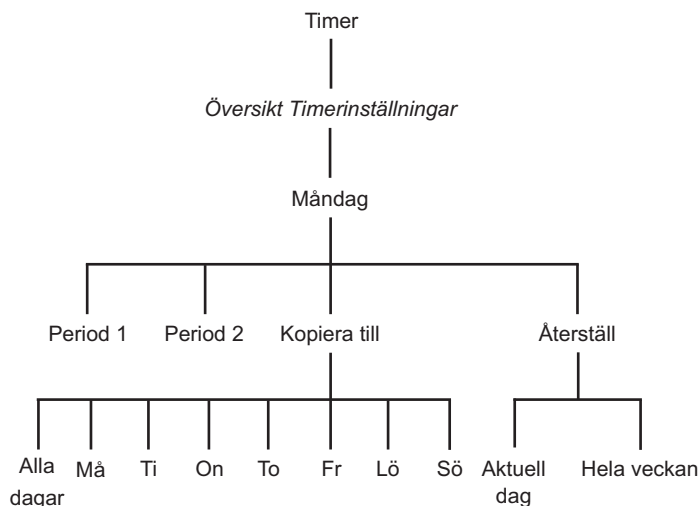 Timer
Översikt Timerinställningar
Måndag
Period 1 Period 2 Kopiera till Återställ
Alla Må Ti On To Fr Lö Sö Aktuell Hela veckan
dagar dag